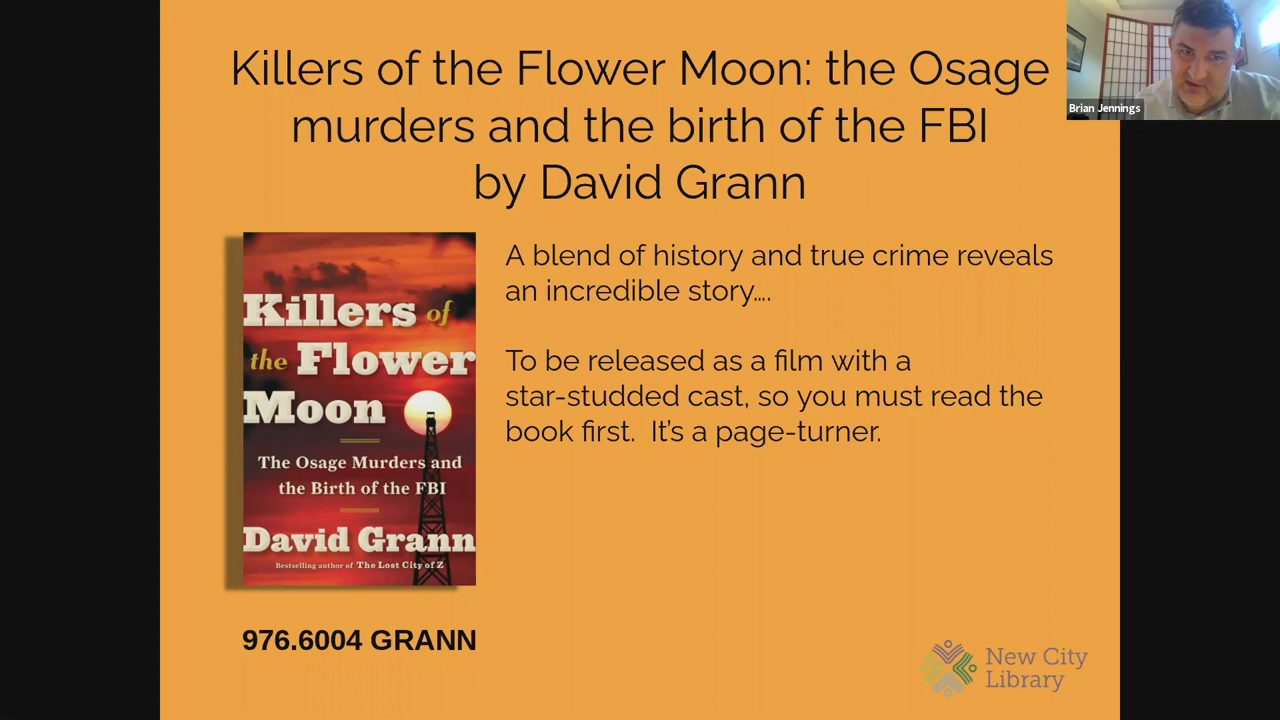 Killers of the Flower Moon: the Osage
murders and the birth of the FBI
by David Grann
Brian Jennings
A blend of history and true crime reveals
an incredible story....
To be released as a film with a
star-studded cast, so you must read the
book first.  It's a page-turner.
Killers of
the Flower
Moon
The Osage Murders and
the Birth of the FBI
David Grann
Bestselling author of The Lost City of Z
976.6004 GRANN
New City
Library